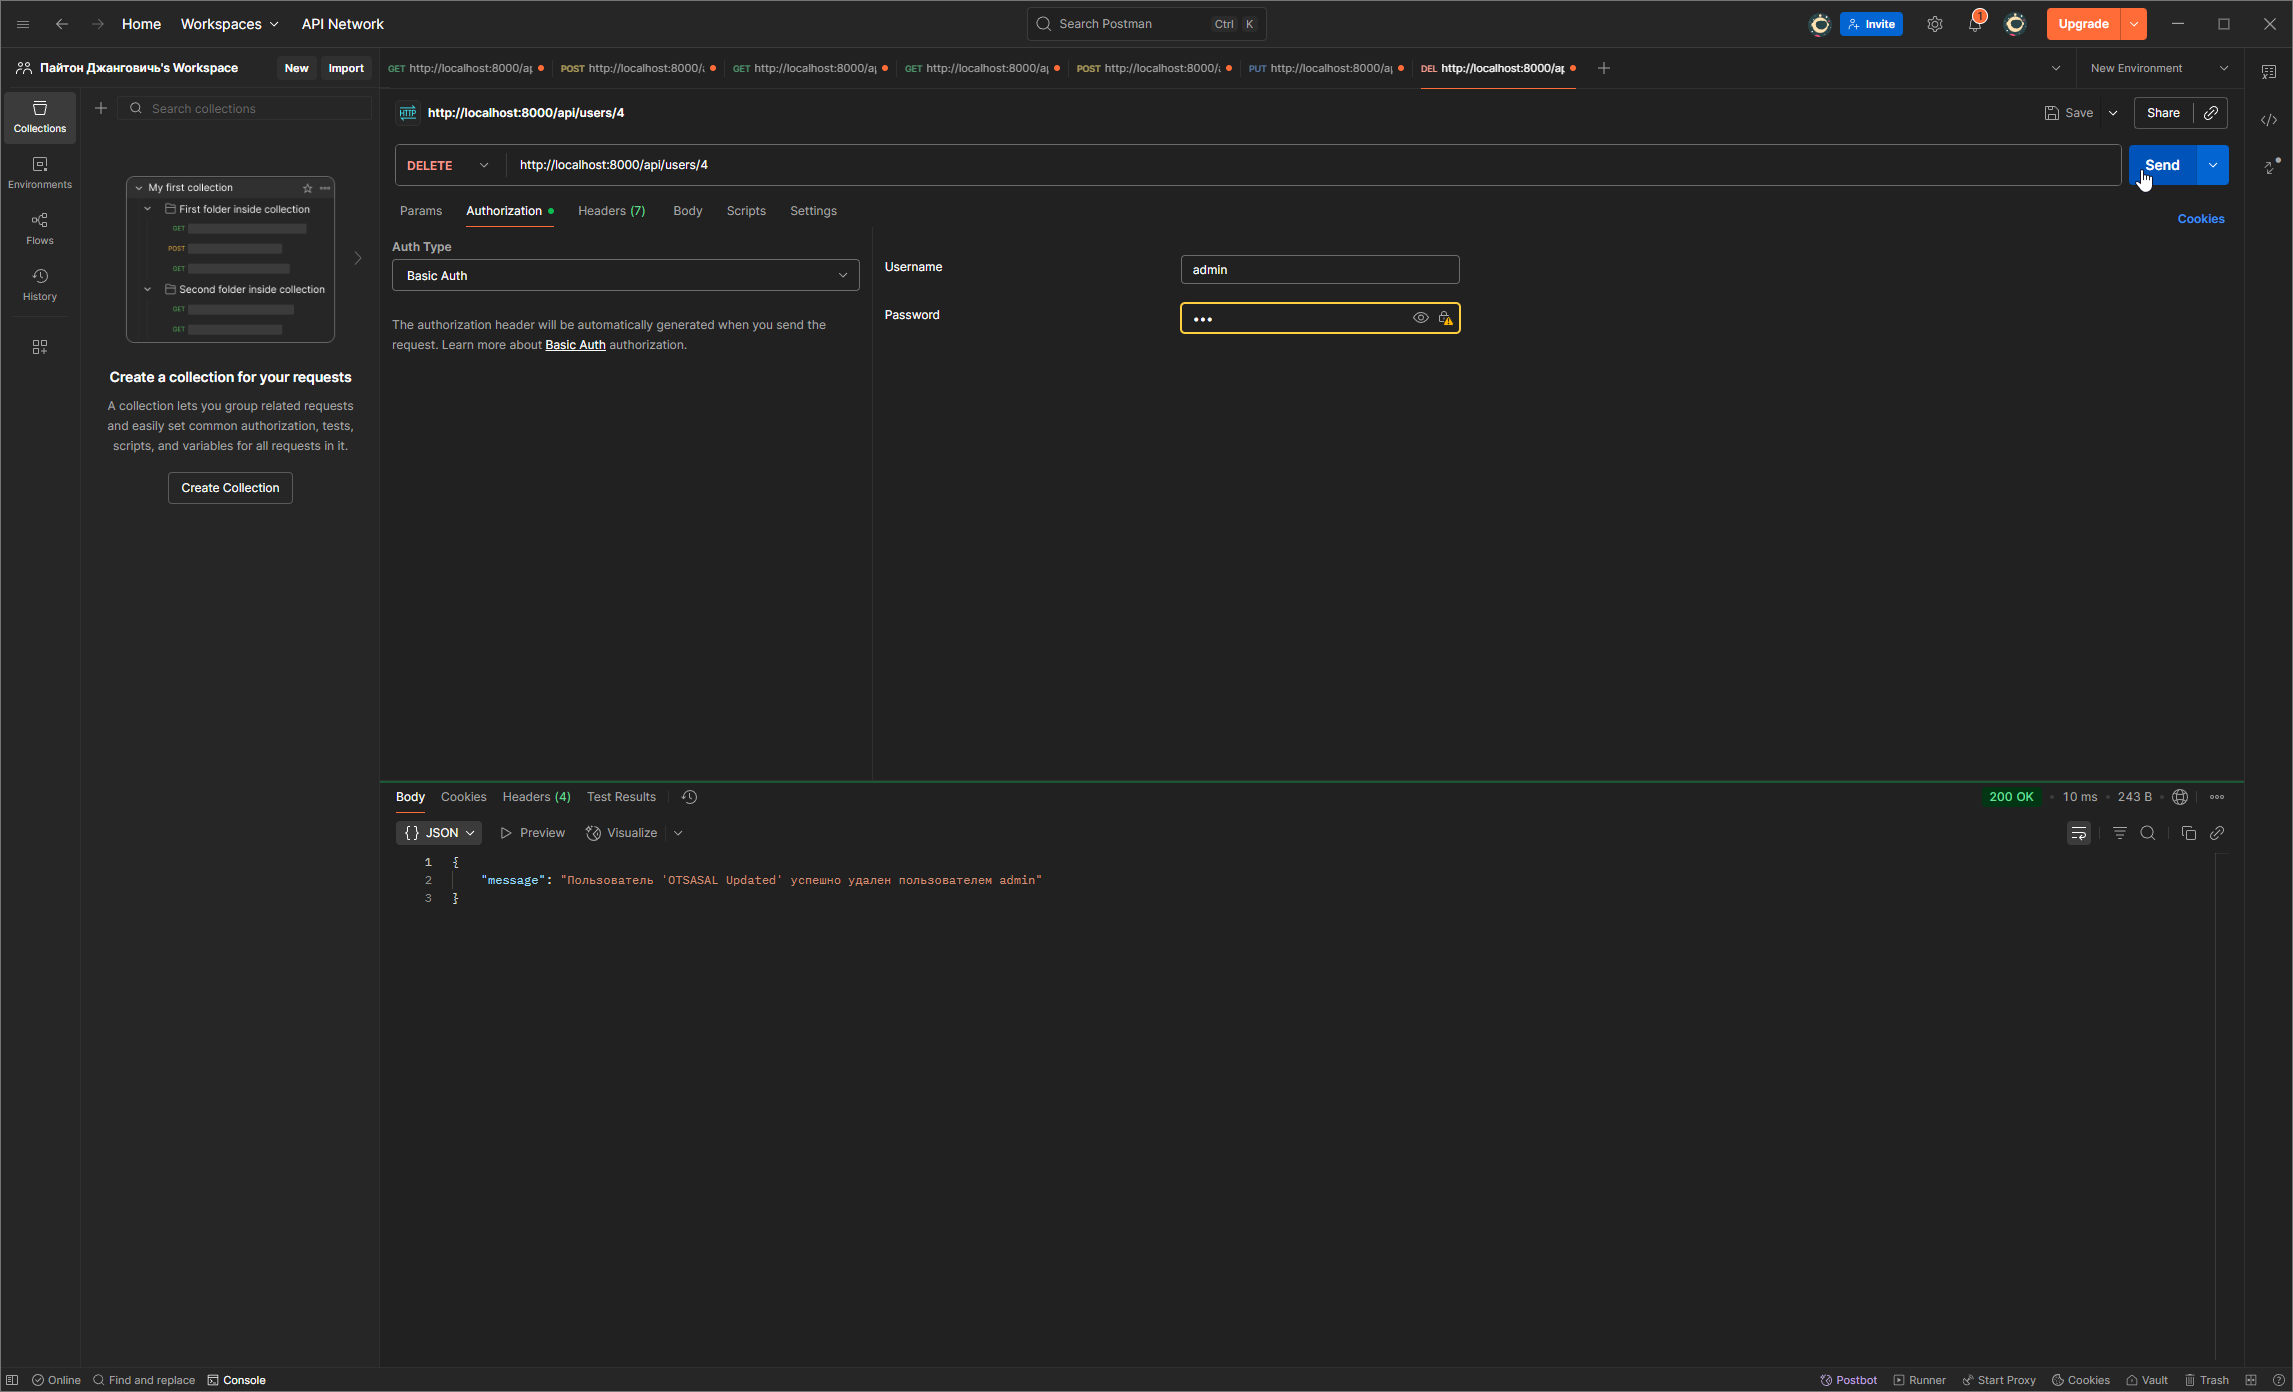 Home Workspaces API Network
Search Postman Ctrl K
Invite 1 Upgrade
Пайтон Джанговичь's Workspace New Import
GET http://localhost:8000/a
POST http://localhost:8000/
GET http://localhost:8000/a
GET http://localhost:8000/a
POST http://localhost:8000/
PUT http://localhost:8000/a
DEL http://localhost:8000/a
New Environment
Collections
Environments
Flows
History
Search collections
My first collection
First folder inside collection
GET
POST
GET
Second folder inside collection
GET
GET
Create a collection for your requests
A collection lets you group related requests
and easily set common authorization, tests,
scripts, and variables for all requests in it.
Create Collection
HTTP http://localhost:8000/api/users/4
Save Share
DELETE http://localhost:8000/api/users/4 Send
Params Authorization Headers (7) Body Scripts Settings Cookies
Auth Type
Basic Auth
The authorization header will be automatically generated when you send the
request. Learn more about Basic Auth authorization.
Username admin
Password •••
Body Cookies Headers (4) Test Results
200 OK • 10 ms • 243 B
{} JSON Preview Visualize
1 {
2 "message": "Пользователь 'OTSASAL Updated' успешно удален пользователем admin"
3 }
Online Find and replace Console
Postbot Runner Start Proxy Cookies Vault Trash